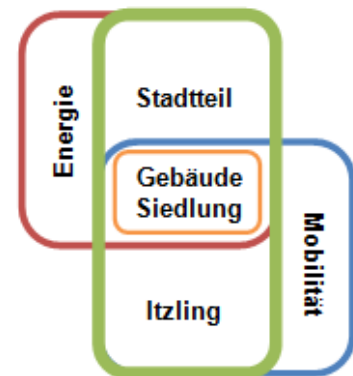 Energie
Stadtteil
Gebäude
Siedlung
Itzling
Mobilität